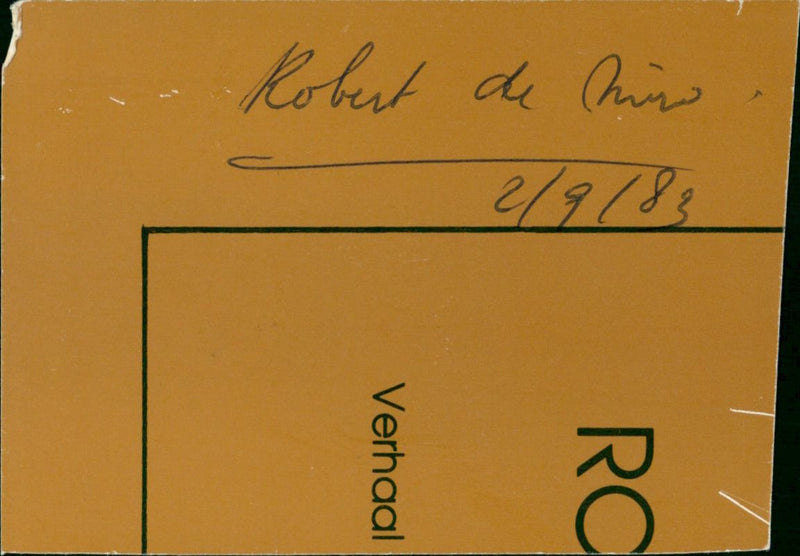 Robert de Niro.
2/9/83
RO
Verhaal